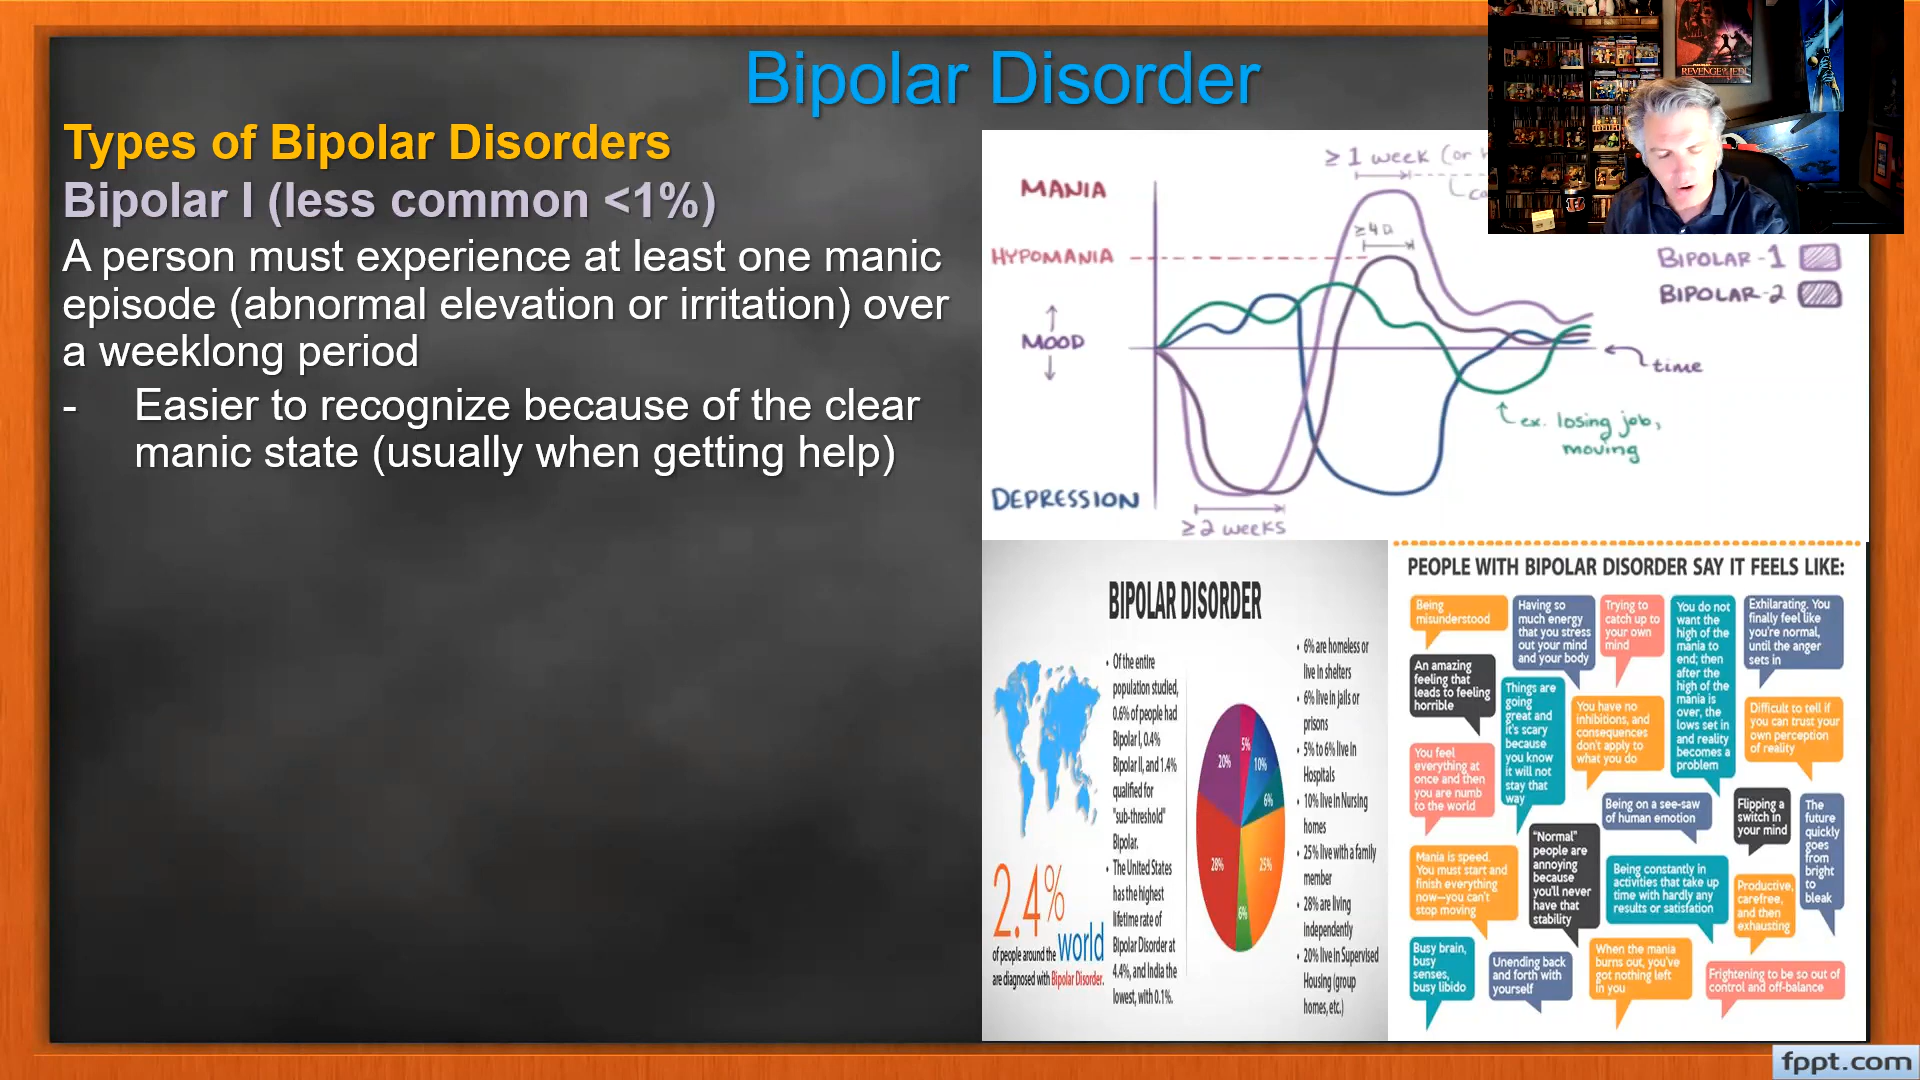 Bipolar Disorder
Types of Bipolar Disorders
Bipolar I (less common <1%)
A person must experience at least one manic
episode (abnormal elevation or irritation) over
a weeklong period
- Easier to recognize because of the clear
manic state (usually when getting help)
REVENGE OF THE JEDI
≥ 1 week (or
MANIA
≥4D
HYPOMANIA
BIPOLAR-1
BIPOLAR-2
MOOD
time
ex. losing job,
moving
DEPRESSION
≥2 weeks
BIPOLAR DISORDER
• Of the entire
population studied,
0.6% of people had
Bipolar I, 0.4%
Bipolar II, and 1.4%
qualified for
"sub-threshold"
Bipolar.
• The United States
has the highest
lifetime rate of
Bipolar Disorder at
4.4%, and India the
lowest, with 0.1%.
2.4%
of people around the world
are diagnosed with Bipolar Disorder.
5%
10%
6%
25%
6%
28%
20%
• 6% are homeless or
live in shelters
• 6% live in jails or
prisons
• 5% to 6% live in
Hospitals
• 10% live in Nursing
homes
• 25% live with a family
member
• 28% are living
independently
• 20% live in Supervised
Housing (group
homes, etc.)
PEOPLE WITH BIPOLAR DISORDER SAY IT FEELS LIKE:
Being
misunderstood
Having so
much energy
that you stress
out your mind
and your body
Trying to
catch up to
your own
mind
You do not
want the
high of the
mania to
end; then
after the
high of the
mania is
over, the
lows set in
and reality
becomes a
problem
Exhilarating. You
finally feel like
you're normal,
until the anger
sets in
An amazing
feeling that
leads to feeling
horrible
Things are
going
great and
it's scary
because
you know
it will not
stay that
way
You have no
inhibitions, and
consequences
don't apply to
what you do
Difficult to tell if
you can trust your
own perception
of reality
You feel
everything at
once and then
you are numb
to the world
Being on a see-saw
of human emotion
Flipping a
switch in
your mind
The
future
quickly
goes
from
bright
to
bleak
"Normal"
people are
annoying
because
you'll never
have that
stability
Mania is speed.
You must start and
finish everything
now—you can't
stop moving
Being constantly in
activities that take up
time with hardly any
results or satisfation
Productive,
carefree,
and then
exhausting
Busy brain,
busy
senses,
busy libido
Unending back
and forth with
yourself
When the mania
burns out, you've
got nothing left
in you
Frightening to be so out of
control and off-balance
fppt.com